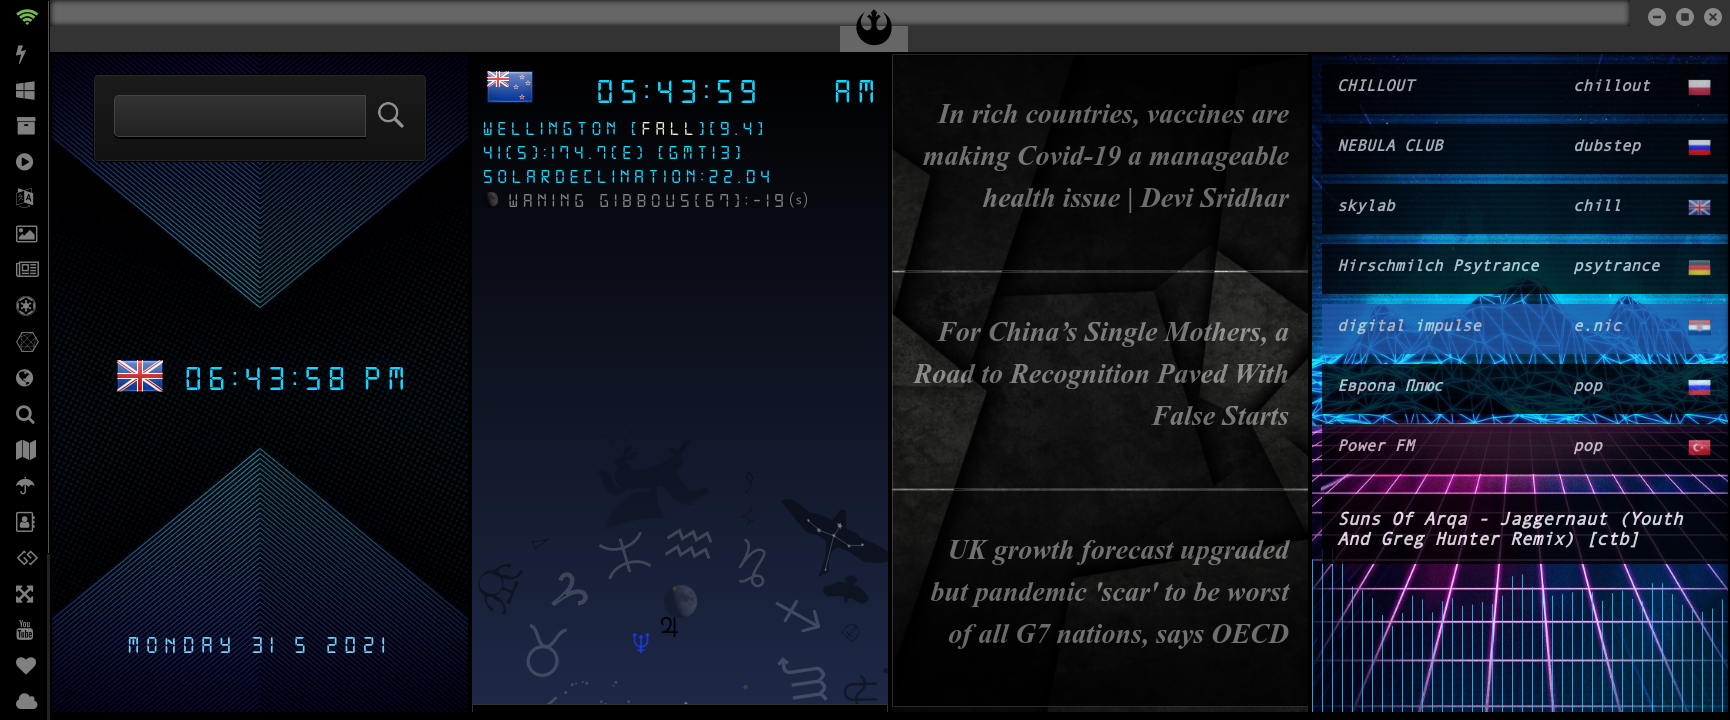 06:43:58 PM
MONDAY 31 5 2021
05:43:59 AM
WELLINGTON [FALL][9.4]
41(S):174.7(E) [GMT13]
SOLARDECLINATION:22.04
WANING GIBBOUS[67]:-19(s)
In rich countries, vaccines are
making Covid-19 a manageable
health issue | Devi Sridhar
For China’s Single Mothers, a
Road to Recognition Paved With
False Starts
UK growth forecast upgraded
but pandemic 'scar' to be worst
of all G7 nations, says OECD
CHILLOUT chillout
NEBULA CLUB dubstep
skylab chill
Hirschmilch Psytrance psytrance
digital impulse e.nic
Европа Плюс pop
Power FM pop
Suns Of Arqa - Jaggernaut (Youth
And Greg Hunter Remix) [ctb]
You
Tube